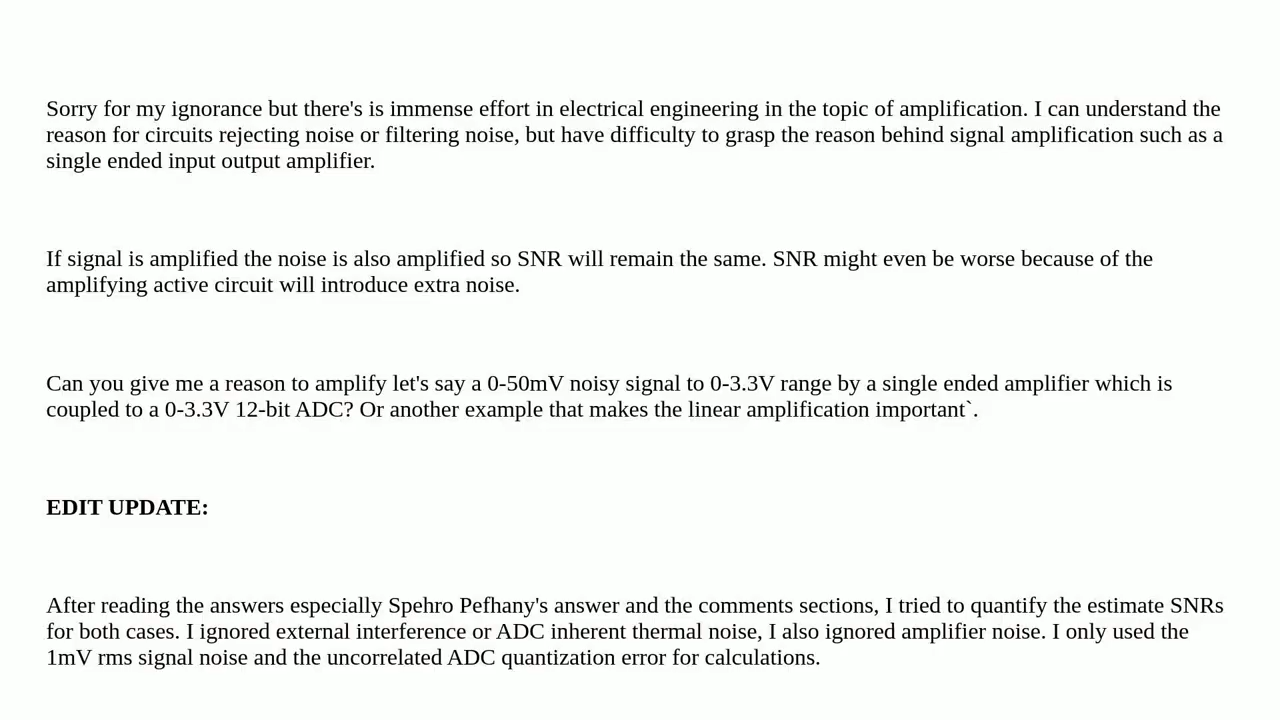 Sorry for my ignorance but there's is immense effort in electrical engineering in the topic of amplification. I can understand the
reason for circuits rejecting noise or filtering noise, but have difficulty to grasp the reason behind signal amplification such as a
single ended input output amplifier.
If signal is amplified the noise is also amplified so SNR will remain the same. SNR might even be worse because of the
amplifying active circuit will introduce extra noise.
Can you give me a reason to amplify let's say a 0-50mV noisy signal to 0-3.3V range by a single ended amplifier which is
coupled to a 0-3.3V 12-bit ADC? Or another example that makes the linear amplification important`.
EDIT UPDATE:
After reading the answers especially Spehro Pefhany's answer and the comments sections, I tried to quantify the estimate SNRs
for both cases. I ignored external interference or ADC inherent thermal noise, I also ignored amplifier noise. I only used the
1mV rms signal noise and the uncorrelated ADC quantization error for calculations.